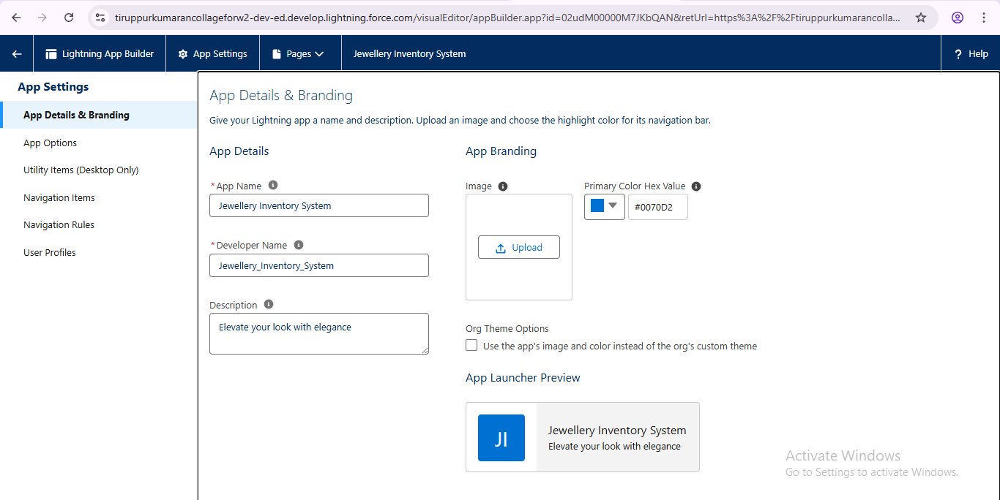 tiruppurkumarancollageforw2-dev-ed.develop.lightning.force.com/visualEditor/appBuilder.app?id=02udM00000M7JKbQAN&retUrl=https%3A%2F%2Ftiruppurkumarancolla...
Lightning App Builder
App Settings
Pages
Jewellery Inventory System
? Help
App Settings
App Details & Branding
App Options
Utility Items (Desktop Only)
Navigation Items
Navigation Rules
User Profiles
App Details & Branding
Give your Lightning app a name and description. Upload an image and choose the highlight color for its navigation bar.
App Details
*App Name
Jewellery Inventory System
*Developer Name
Jewellery_Inventory_System
Description
Elevate your look with elegance
App Branding
Image
Upload
Primary Color Hex Value
#0070D2
Org Theme Options
Use the app's image and color instead of the org's custom theme
App Launcher Preview
JI
Jewellery Inventory System
Elevate your look with elegance
Activate Windows
Go to Settings to activate Windows.